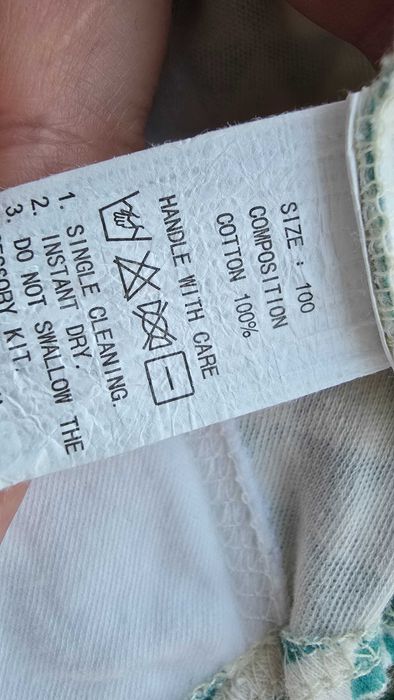 SIZE : 100
COMPOSITION
COTTON 100%
HANDLE WITH CARE
1. SINGLE CLEANING.
2. INSTANT DRY.
3. DO NOT SWALLOW THE
KIT.